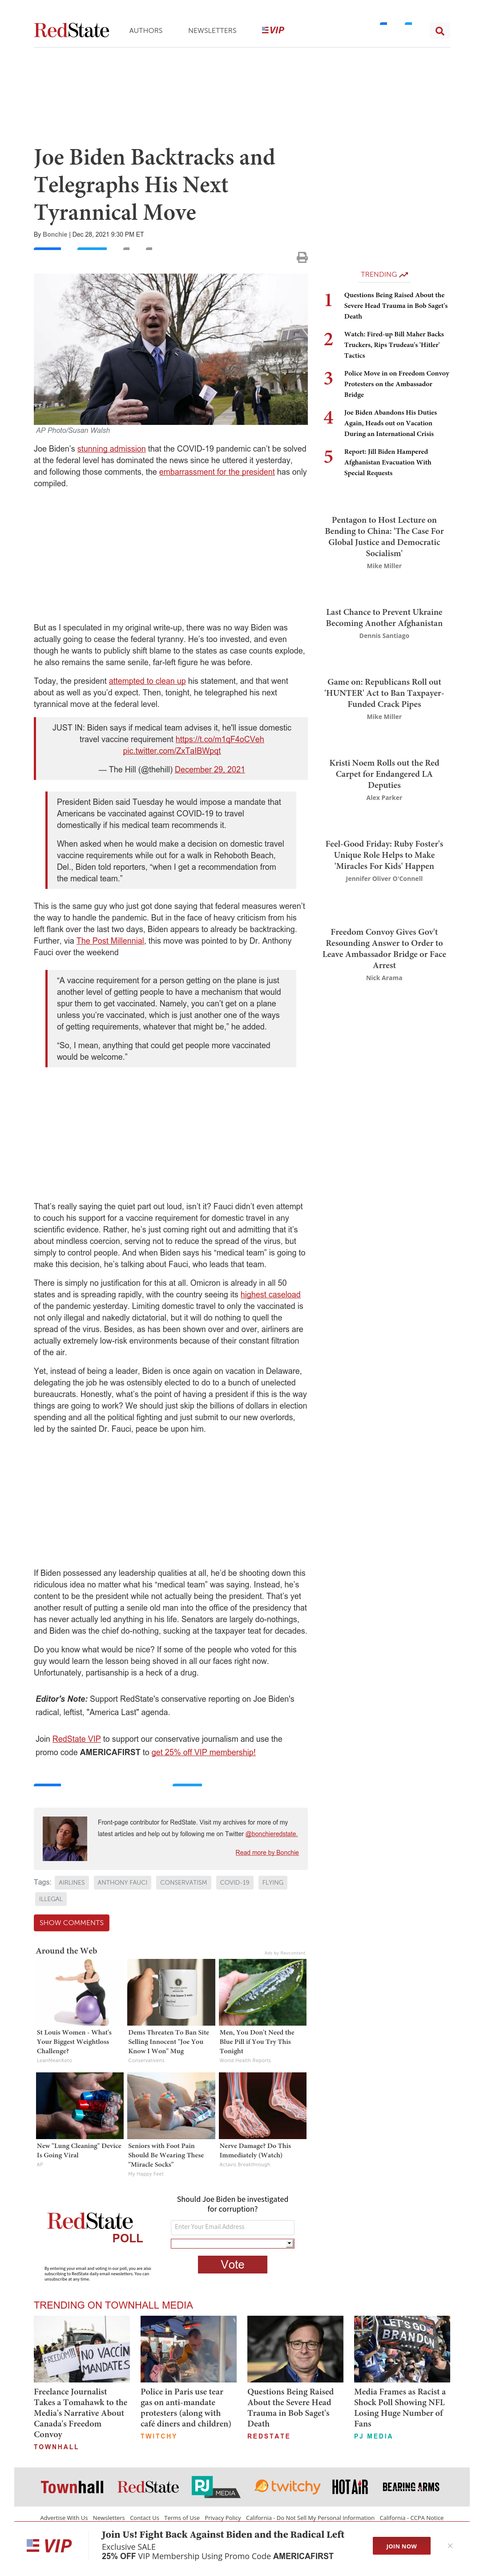 RedState
AUTHORS
NEWSLETTERS
VIP
Joe Biden Backtracks and
Telegraphs His Next
Tyrannical Move
By Bonchie | Dec 28, 2021 9:30 PM ET
AP Photo/Susan Walsh
Joe Biden's stunning admission that the COVID-19 pandemic can't be solved
at the federal level has dominated the news since he uttered it yesterday,
and following those comments, the embarrassment for the president has only
compiled.
But as I speculated in my original write-up, there was no way Biden was
actually going to cease the federal tyranny. He's too invested, and even
though he wants to publicly shift blame to the states as case counts explode,
he also remains the same senile, far-left figure he was before.
Today, the president attempted to clean up his statement, and that went
about as well as you'd expect. Then, tonight, he telegraphed his next
tyrannical move at the federal level.
JUST IN: Biden says if medical team advises it, he'll issue domestic
travel vaccine requirement https://t.co/m1qF4oCVeh
pic.twitter.com/ZxTaIBWpqt
— The Hill (@thehill) December 29, 2021
President Biden said Tuesday he would impose a mandate that
Americans be vaccinated against COVID-19 to travel
domestically if his medical team recommends it.
When asked when he would make a decision on domestic travel
vaccine requirements while out for a walk in Rehoboth Beach,
Del., Biden told reporters, “when I get a recommendation from
the medical team.”
This is the same guy who just got done saying that federal measures weren't
the way to handle the pandemic. But in the face of heavy criticism from his
left flank over the last two days, Biden appears to already be backtracking.
Further, via The Post Millennial, this move was pointed to by Dr. Anthony
Fauci over the weekend
“A vaccine requirement for a person getting on the plane is just
another level of getting people to have a mechanism that would
spur them to get vaccinated. Namely, you can't get on a plane
unless you're vaccinated, which is just another one of the ways
of getting requirements, whatever that might be,” he added.
“So, I mean, anything that could get people more vaccinated
would be welcome.”
That's really saying the quiet part out loud, isn't it? Fauci didn't even attempt
to couch his support for a vaccine requirement for domestic travel in any
scientific evidence. Rather, he's just coming right out and admitting that it's
about mindless coercion, serving not to reduce the spread of the virus, but
simply to control people. And when Biden says his “medical team” is going to
make this decision, he's talking about Fauci, who leads that team.
There is simply no justification for this at all. Omicron is already in all 50
states and is spreading rapidly, with the country seeing its highest caseload
of the pandemic yesterday. Limiting domestic travel to only the vaccinated is
not only illegal and nakedly dictatorial, but it will do nothing to quell the
spread of the virus. Besides, as has been shown over and over, airlines are
actually extremely low-risk environments because of their constant filtration
of the air.
Yet, instead of being a leader, Biden is once again on vacation in Delaware,
delegating the job he was ostensibly elected to do to a bunch of unelected
bureaucrats. Honestly, what's the point of having a president if this is the way
things are going to work? We should just skip the billions of dollars in election
spending and all the political fighting and just submit to our new overlords,
led by the sainted Dr. Fauci, peace be upon him.
If Biden possessed any leadership qualities at all, he'd be shooting down this
ridiculous idea no matter what his “medical team” was saying. Instead, he's
content to be the president while not actually being the president. That's yet
another result of putting a senile old man into the office of the presidency that
has never actually led anything in his life. Senators are largely do-nothings,
and Biden was the chief do-nothing, sucking at the taxpayer teat for decades.
Do you know what would be nice? If some of the people who voted for this
guy would learn the lesson being shoved in all our faces right now.
Unfortunately, partisanship is a heck of a drug.
Editor's Note: Support RedState's conservative reporting on Joe Biden's
radical, leftist, "America Last" agenda.
Join RedState VIP to support our conservative journalism and use the
promo code AMERICAFIRST to get 25% off VIP membership!
Front-page contributor for RedState. Visit my archives for more of my
latest articles and help out by following me on Twitter @bonchieredstate.
Read more by Bonchie
Tags: AIRLINES ANTHONY FAUCI CONSERVATISM COVID-19 FLYING
ILLEGAL
SHOW COMMENTS
TRENDING
1 Questions Being Raised About the
Severe Head Trauma in Bob Saget's
Death
2 Watch: Fired-up Bill Maher Backs
Truckers, Rips Trudeau's 'Hitler'
Tactics
3 Police Move in on Freedom Convoy
Protesters on the Ambassador
Bridge
4 Joe Biden Abandons His Duties
Again, Heads out on Vacation
During an International Crisis
5 Report: Jill Biden Hampered
Afghanistan Evacuation With
Special Requests
Pentagon to Host Lecture on
Bending to China: 'The Case For
Global Justice and Democratic
Socialism'
Mike Miller
Last Chance to Prevent Ukraine
Becoming Another Afghanistan
Dennis Santiago
Game on: Republicans Roll out
'HUNTER' Act to Ban Taxpayer-
Funded Crack Pipes
Mike Miller
Kristi Noem Rolls out the Red
Carpet for Endangered LA
Deputies
Alex Parker
Feel-Good Friday: Ruby Foster's
Unique Role Helps to Make
'Miracles For Kids' Happen
Jennifer Oliver O'Connell
Freedom Convoy Gives Gov't
Resounding Answer to Order to
Leave Ambassador Bridge or Face
Arrest
Nick Arama
Around the Web
Ads by Revcontent
St Louis Women - What's
Your Biggest Weightloss
Challenge?
Dems Threaten To Ban Site
Selling Innocent "Joe You
Know I Won" Mug
Men, You Don't Need the
Blue Pill if You Try This
Tonight
World Health Reports
New "Lung Cleaning" Device
Is Going Viral
AP
Seniors with Foot Pain
Should Be Wearing These
"Miracle Socks"
My Happy Feet
Nerve Damage? Do This
Immediately (Watch)
RedState
POLL
By entering your email and voting in our poll, you are also
subscribing to RedState daily email newsletters. You can
unsubscribe at any time.
Should Joe Biden be investigated
for corruption?
Enter Your Email Address
Vote
TRENDING ON TOWNHALL MEDIA
FREEDOM!!!
NO VACCINE
MANDATES
LET'S GO
BRANDON
Freelance Journalist
Takes a Tomahawk to the
Media's Narrative About
Canada's Freedom
Convoy
TOWNHALL
Police in Paris use tear
gas on anti-mandate
protesters (along with
café diners and children)
TWITCHY
Questions Being Raised
About the Severe Head
Trauma in Bob Saget's
Death
REDSTATE
Media Frames as Racist a
Shock Poll Showing NFL
Losing Huge Number of
Fans
PJ MEDIA
Townhall RedState PJ MEDIA twitchy HOT AIR BEARING ARMS
Advertise With Us Newsletters Contact Us Terms of Use Privacy Policy California - Do Not Sell My Personal Information California - CCPA Notice
VIP
Join Us! Fight Back Against Biden and the Radical Left
Exclusive SALE
25% OFF VIP Membership Using Promo Code AMERICAFIRST
JOIN NOW